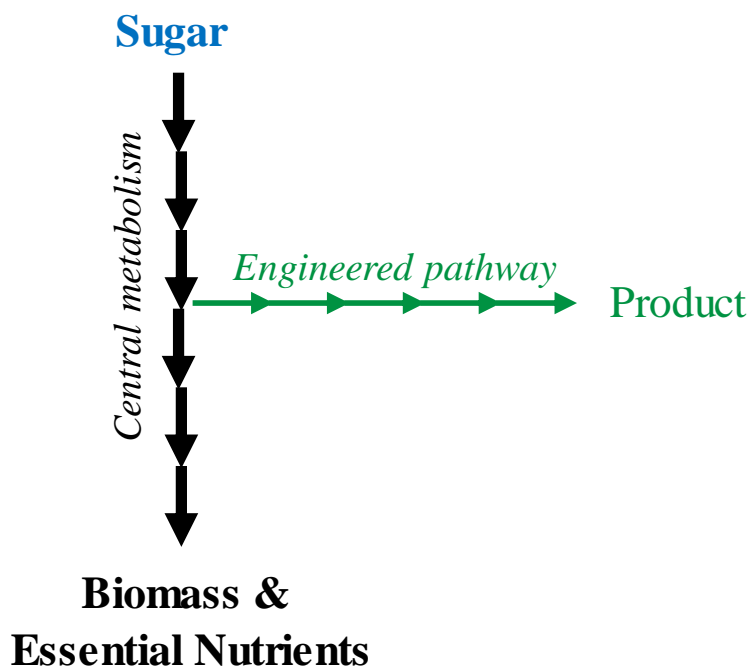 Sugar
Central metabolism
Engineered pathway
Product
Biomass &
Essential Nutrients